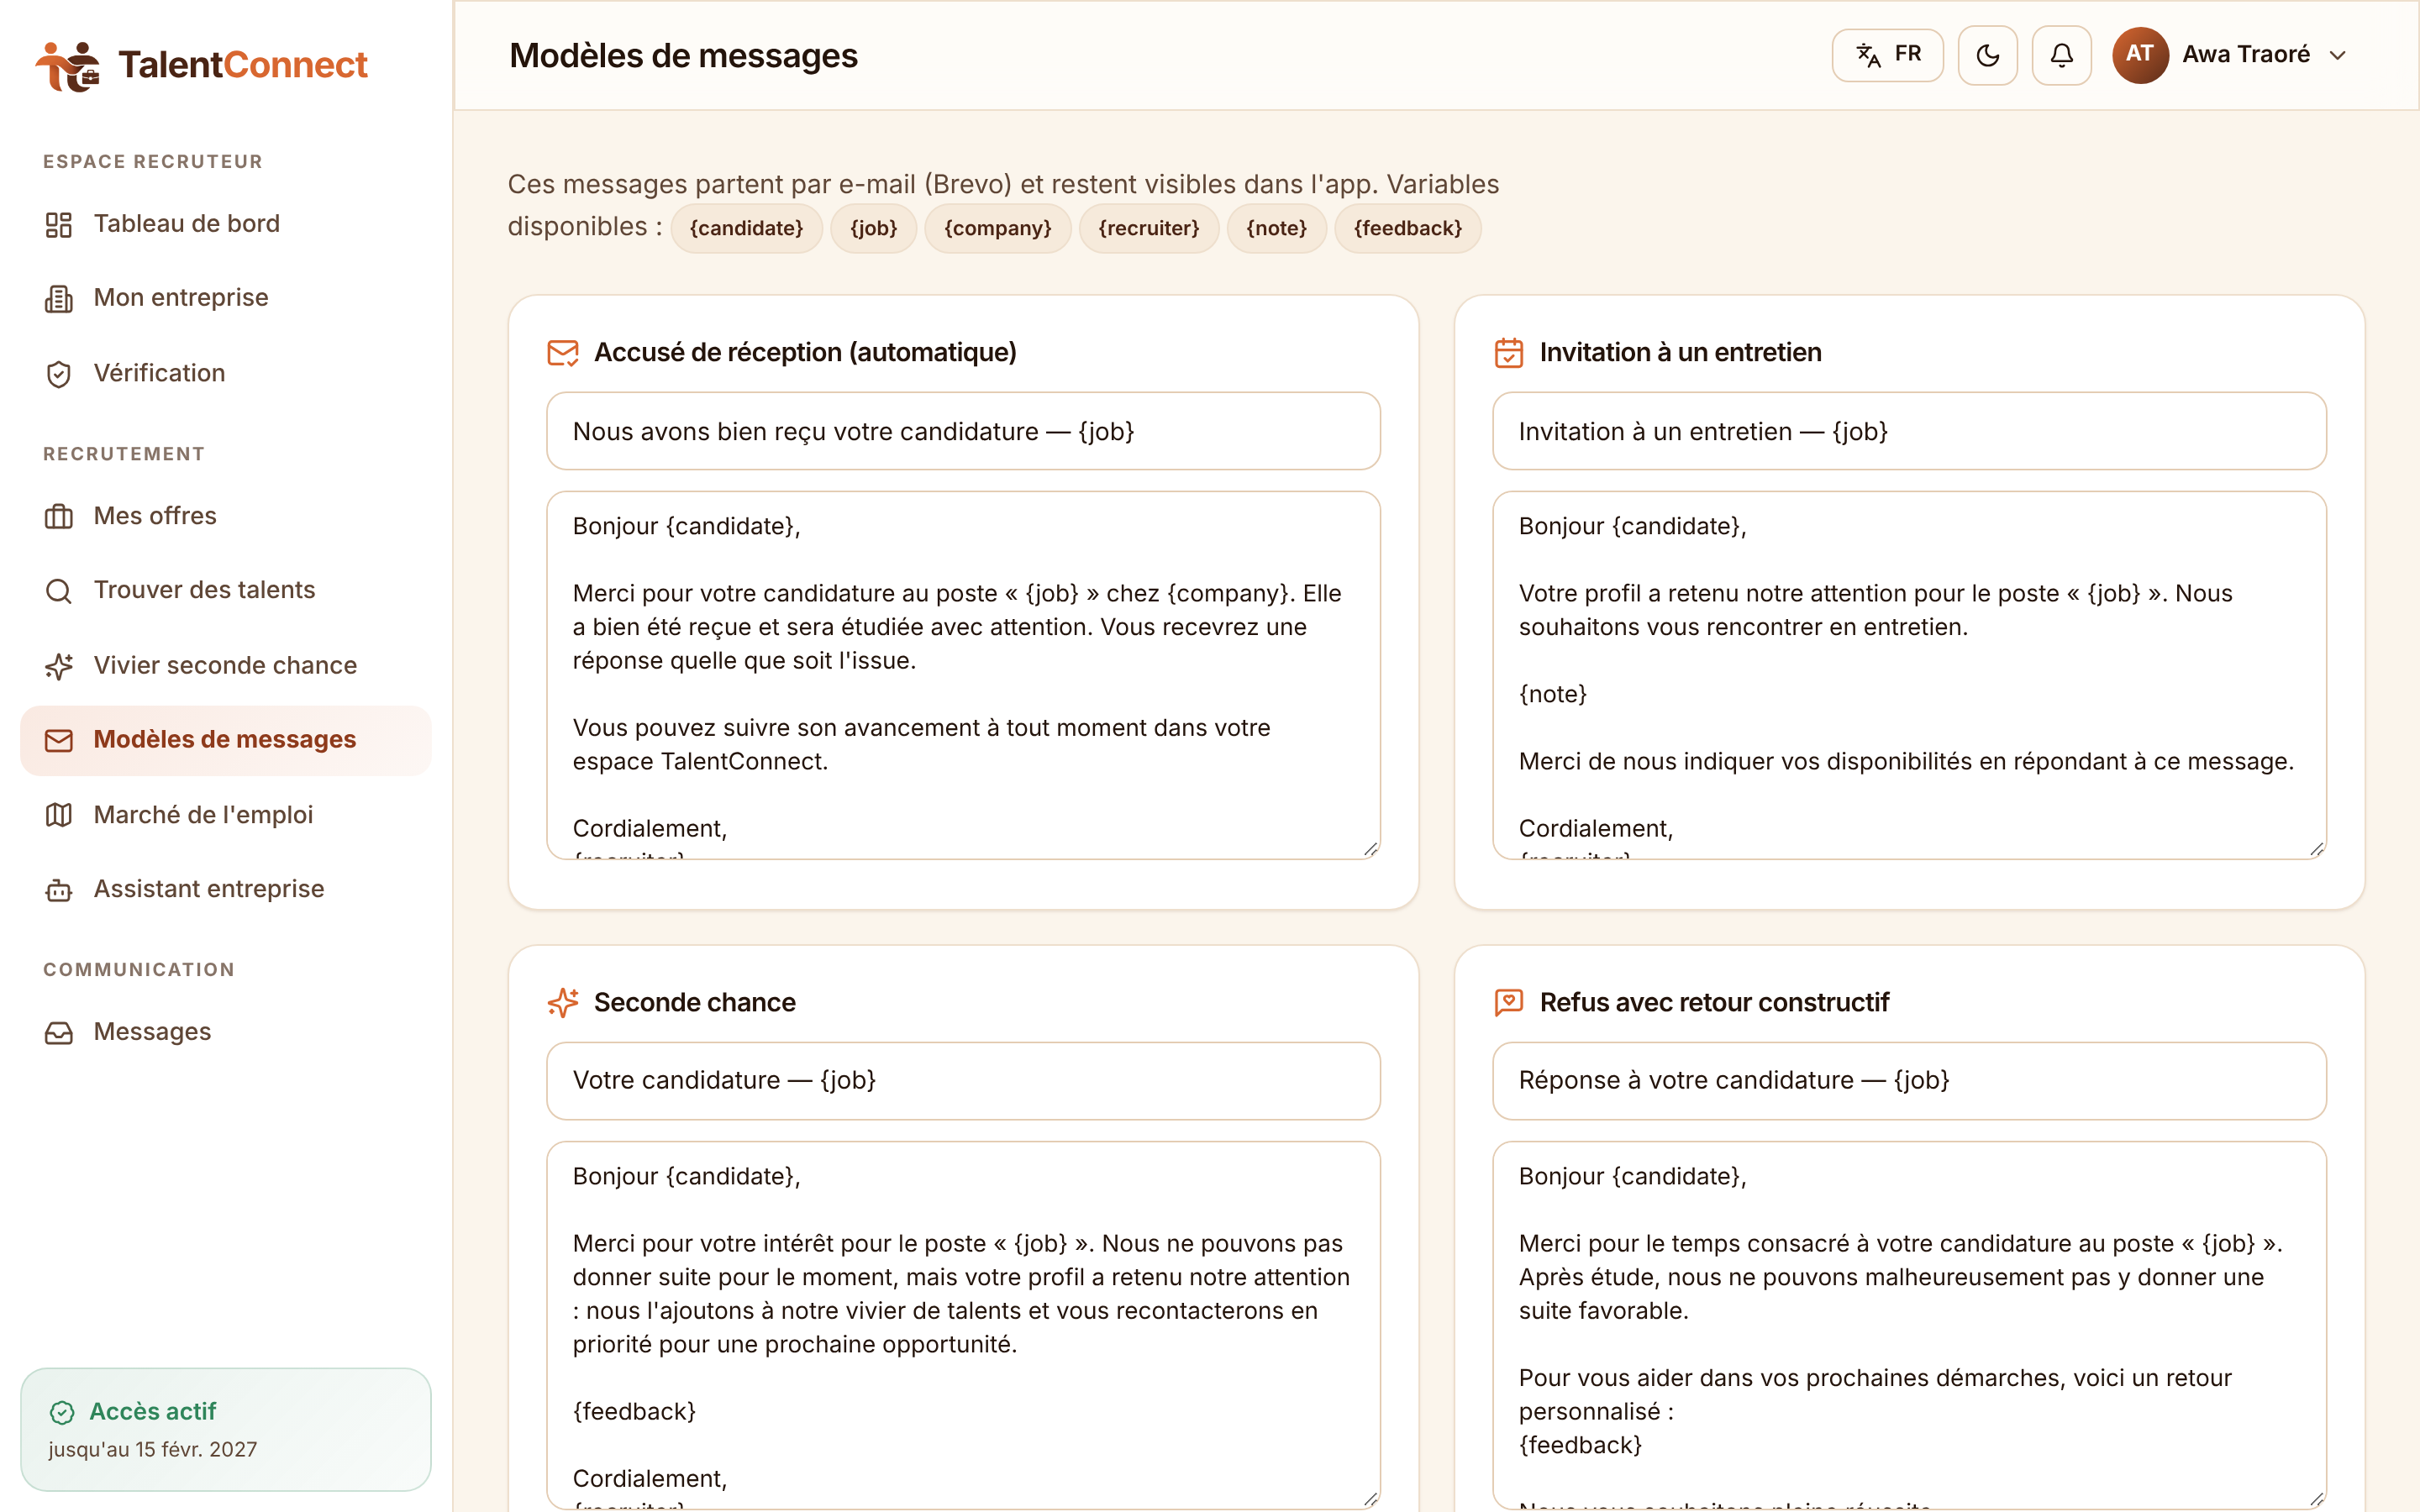 TalentConnect
ESPACE RECRUTEUR
Tableau de bord
Mon entreprise
Vérification
RECRUTEMENT
Mes offres
Trouver des talents
Vivier seconde chance
Modèles de messages
Marché de l'emploi
Assistant entreprise
COMMUNICATION
Messages
Accès actif
jusqu'au 15 févr. 2027
Modèles de messages
FR
AT
Awa Traoré
Ces messages partent par e-mail (Brevo) et restent visibles dans l'app. Variables
disponibles : {candidate} {job} {company} {recruiter} {note} {feedback}
Accusé de réception (automatique)
Nous avons bien reçu votre candidature — {job}
Bonjour {candidate},
Merci pour votre candidature au poste « {job} » chez {company}. Elle
a bien été reçue et sera étudiée avec attention. Vous recevrez une
réponse quelle que soit l'issue.
Vous pouvez suivre son avancement à tout moment dans votre
espace TalentConnect.
Cordialement,
{recruiter}
Invitation à un entretien
Invitation à un entretien — {job}
Bonjour {candidate},
Votre profil a retenu notre attention pour le poste « {job} ». Nous
souhaitons vous rencontrer en entretien.
{note}
Merci de nous indiquer vos disponibilités en répondant à ce message.
Cordialement,
{recruiter}
Seconde chance
Votre candidature — {job}
Bonjour {candidate},
Merci pour votre intérêt pour le poste « {job} ». Nous ne pouvons pas
donner suite pour le moment, mais votre profil a retenu notre attention
: nous l'ajoutons à notre vivier de talents et vous recontacterons en
priorité pour une prochaine opportunité.
{feedback}
Cordialement,
{recruiter}
Refus avec retour constructif
Réponse à votre candidature — {job}
Bonjour {candidate},
Merci pour le temps consacré à votre candidature au poste « {job} ».
Après étude, nous ne pouvons malheureusement pas y donner une
suite favorable.
Pour vous aider dans vos prochaines démarches, voici un retour
personnalisé :
{feedback}
Nous vous souhaitons pleine réussite